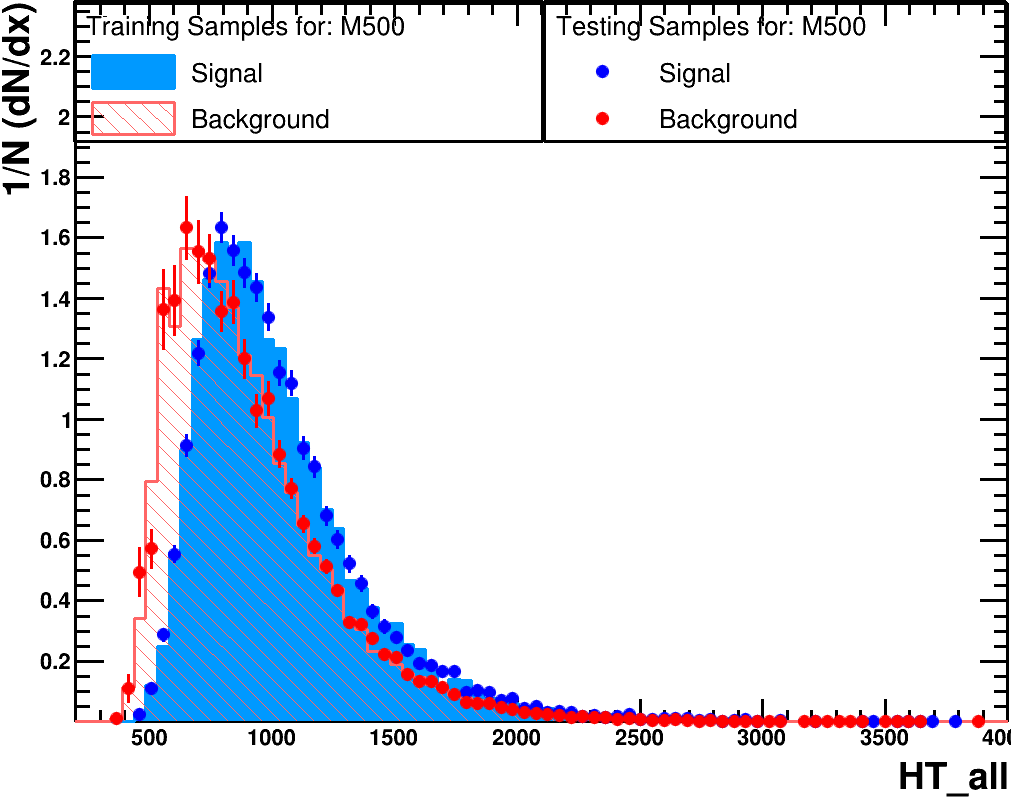 Training Samples for: M500
Signal
Background
Testing Samples for: M500
Signal
Background
1/N (dN/dx)
2.2
2
1.8
1.6
1.4
1.2
1
0.8
0.6
0.4
0.2
500 1000 1500 2000 2500 3000 3500 400
HT_all